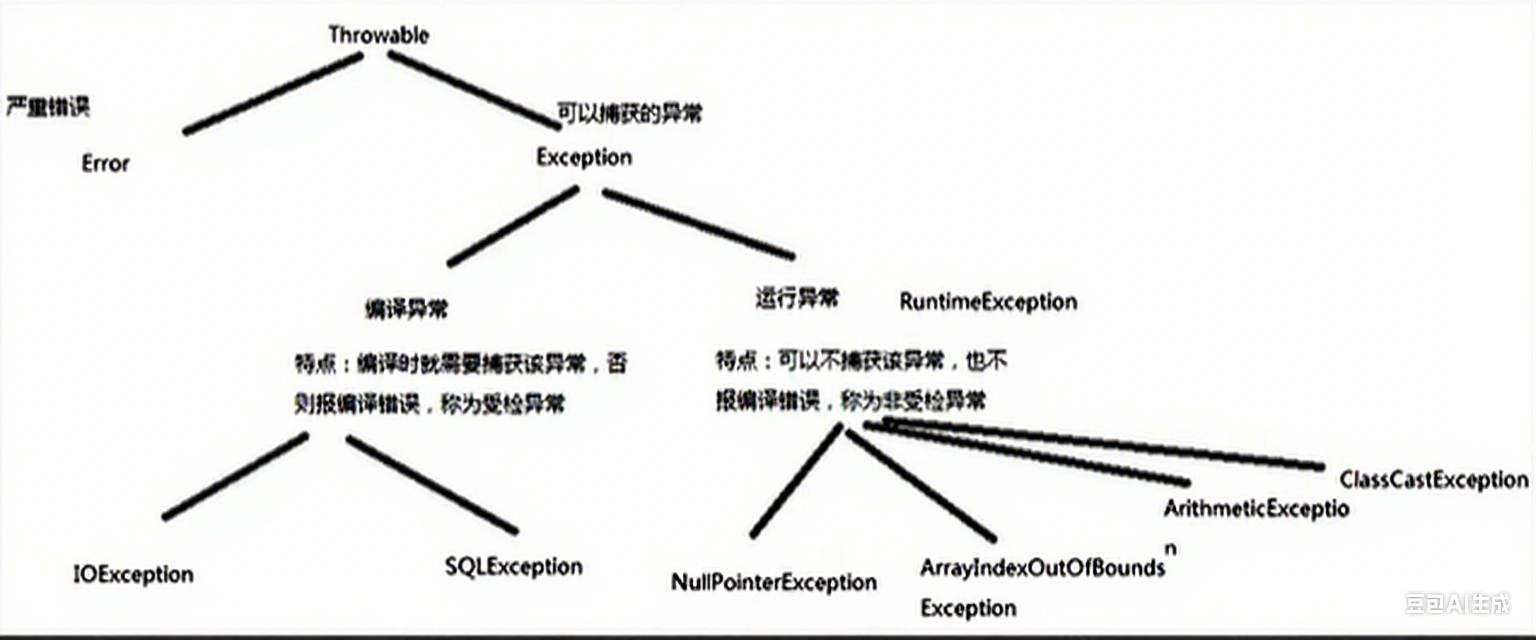 Throwable
严重错误
可以捕获的异常
Error
Exception
编译异常
运行异常 RuntimeException
特点：编译时就需要捕获该异常，否
则报编译错误，称为受检异常
特点：可以不捕获该异常，也不
报编译错误，称为非受检异常
IOException
SQLException
NullPointerException
ArrayIndexOutOfBounds
Exception
ArithmeticExceptio
n
ClassCastException
豆包AI生成